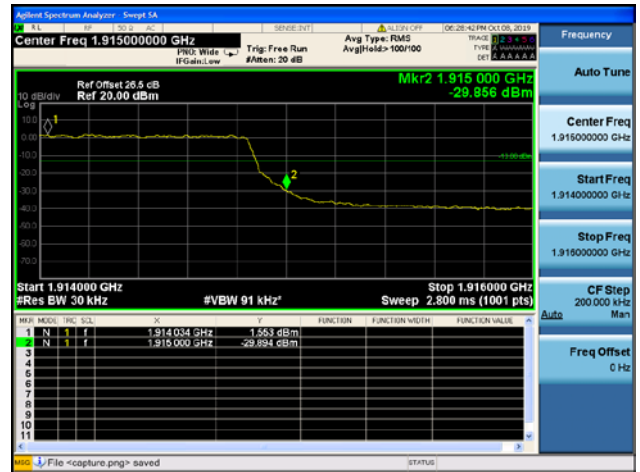 Agilent Spectrum Analyzer - Swept SA
RL RF 50 Ω AC SENSE:INT ALIGN OFF 06:28:42 PM Oct 08, 2019
Center Freq 1.915000000 GHz
PNO: Wide
IFGain:Low
Trig: Free Run
#Atten: 20 dB
Avg Type: RMS
Avg|Hold:> 100/100
TRACE 1 2 3 4 5 6
TYPE A
DET A A A A A A
Ref Offset 26.5 dB
10 dB/div Ref 20.00 dBm
Log
Mkr2 1.915 000 GHz
-29.856 dBm
10.0
0.00
-10.0
-13.00 dBm
-20.0
-30.0
-40.0
-50.0
-60.0
-70.0
1
2
Start 1.914000 GHz Stop 1.916000 GHz
#Res BW 30 kHz #VBW 91 kHz* Sweep 2.800 ms (1001 pts)
MKR MODE TRC SCL X Y FUNCTION FUNCTION WIDTH FUNCTION VALUE
1 N 1 f 1.914 034 GHz 1.553 dBm
2 N 1 f 1.915 000 GHz -29.894 dBm
3
4
5
6
7
8
9
10
11
MSG File <capture.png> saved STATUS
Frequency
Auto Tune
Center Freq
1.915000000 GHz
Start Freq
1.914000000 GHz
Stop Freq
1.916000000 GHz
CF Step
200.000 kHz
Auto Man
Freq Offset
0 Hz